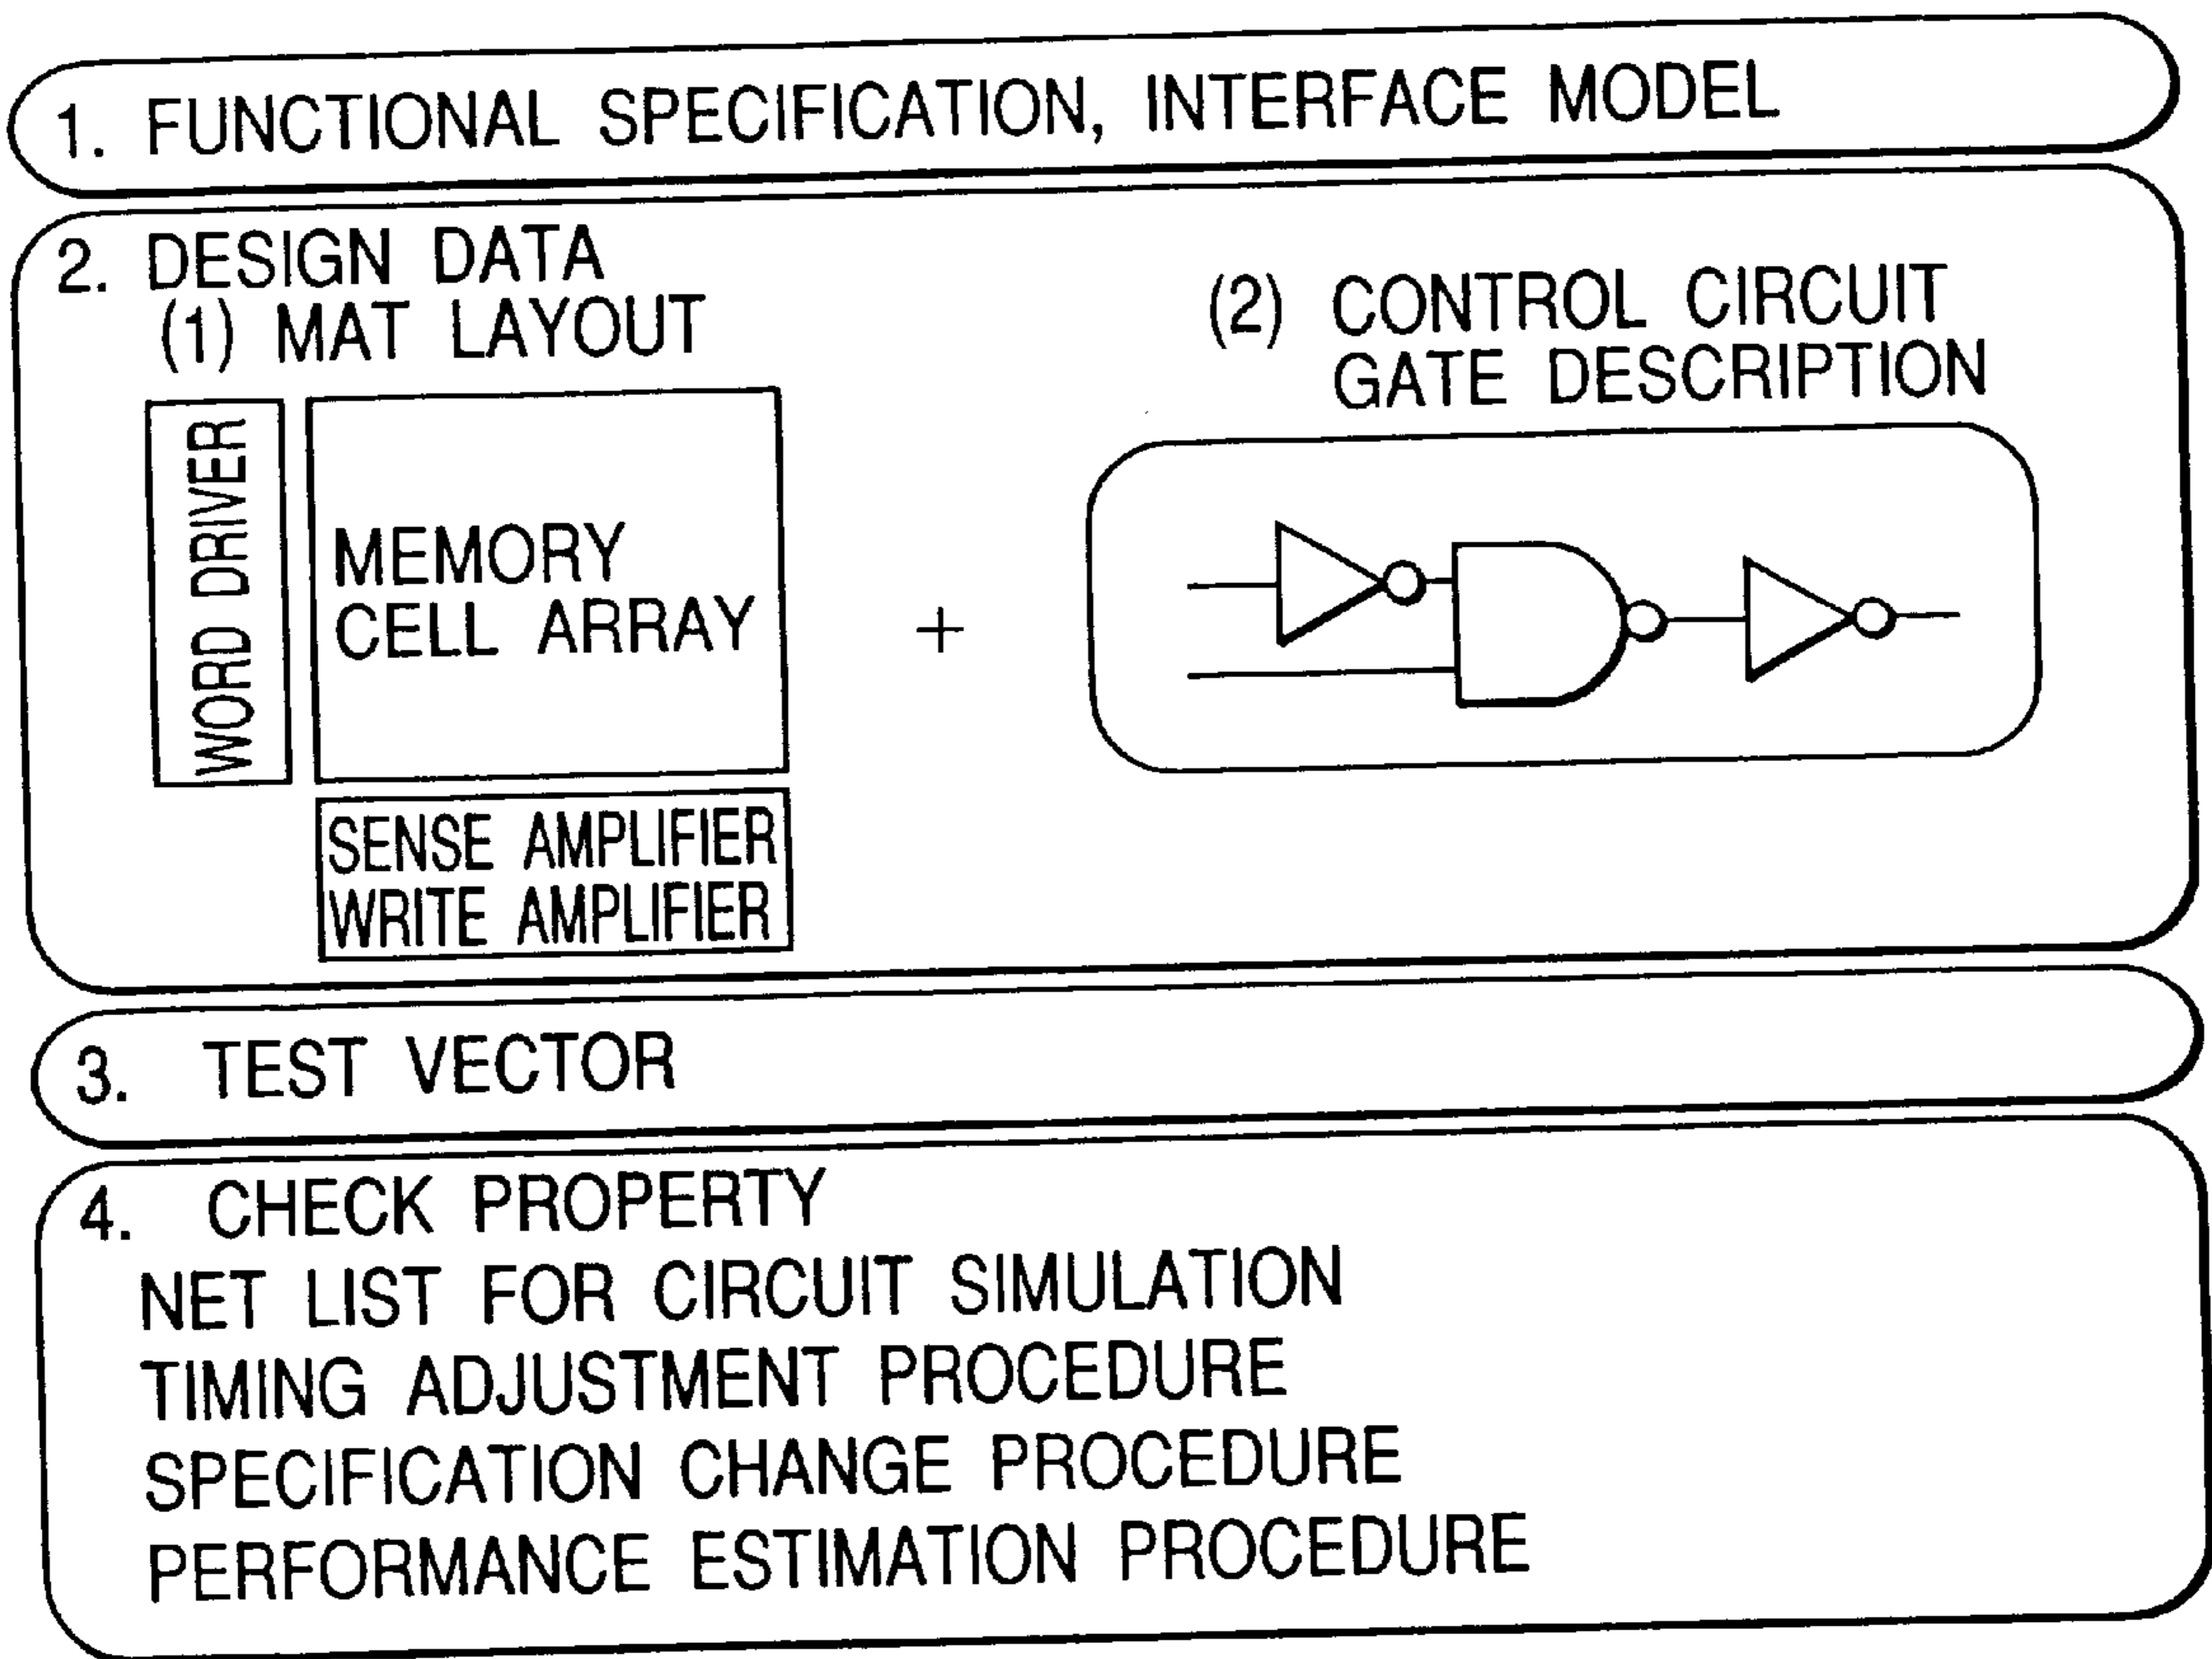 1. FUNCTIONAL SPECIFICATION, INTERFACE MODEL
2. DESIGN DATA
(1) MAT LAYOUT
WORD DRIVER
MEMORY
CELL ARRAY
SENSE AMPLIFIER
WRITE AMPLIFIER
+
(2) CONTROL CIRCUIT
GATE DESCRIPTION
3. TEST VECTOR
4. CHECK PROPERTY
NET LIST FOR CIRCUIT SIMULATION
TIMING ADJUSTMENT PROCEDURE
SPECIFICATION CHANGE PROCEDURE
PERFORMANCE ESTIMATION PROCEDURE